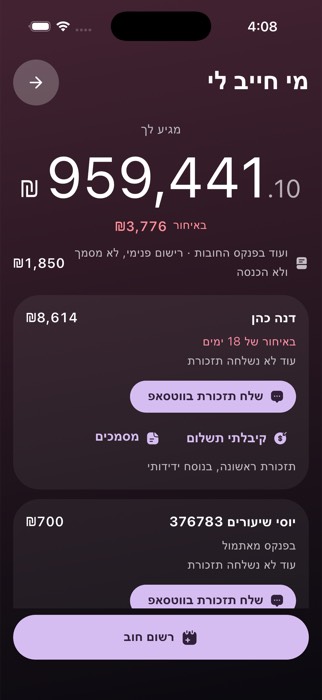 4:08
מי חייב לי
מגיע לך
₪ 959,441.10
באיחור ₪3,776
ועוד בפנקס החובות · רישום פנימי, לא מסמך ₪1,850
ולא הכנסה
דנה כהן ₪8,614
באיחור של 18 ימים
עוד לא נשלחה תזכורת
שלח תזכורת בווטסאפ
קיבלתי תשלום מסמכים
תזכורת ראשונה, בנוסח ידידותי
יוסי שיעורים 376783 ₪700
בפנקס מאתמול
עוד לא נשלחה תזכורת
שלח תזכורת בווטסאפ
רשום חוב